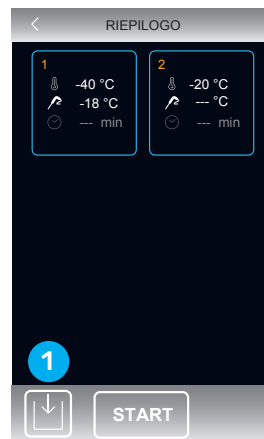 RIEPILOGO
1
-40 °C
-18 °C
--- min
2
-20 °C
--- °C
--- min
1
START